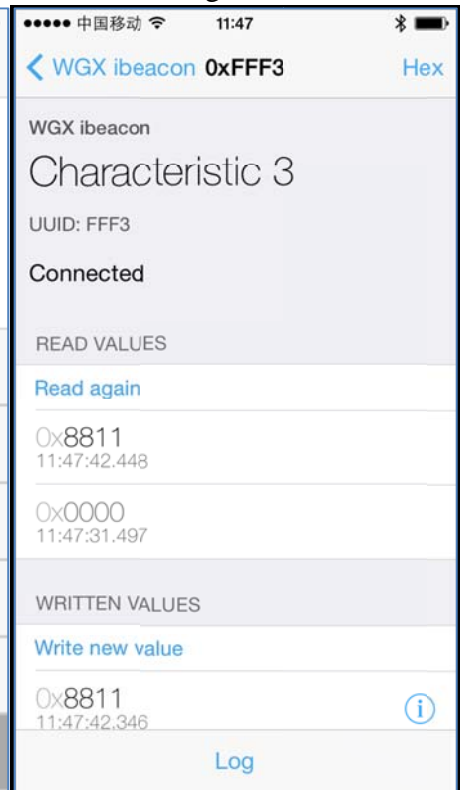 中国移动 11:47
WGX ibeacon 0xFFF3 Hex
WGX ibeacon
Characteristic 3
UUID: FFF3
Connected
READ VALUES
Read again
0x8811
11:47:42.448
0x0000
11:47:31.497
WRITTEN VALUES
Write new value
0x8811
11:47:42.346
Log